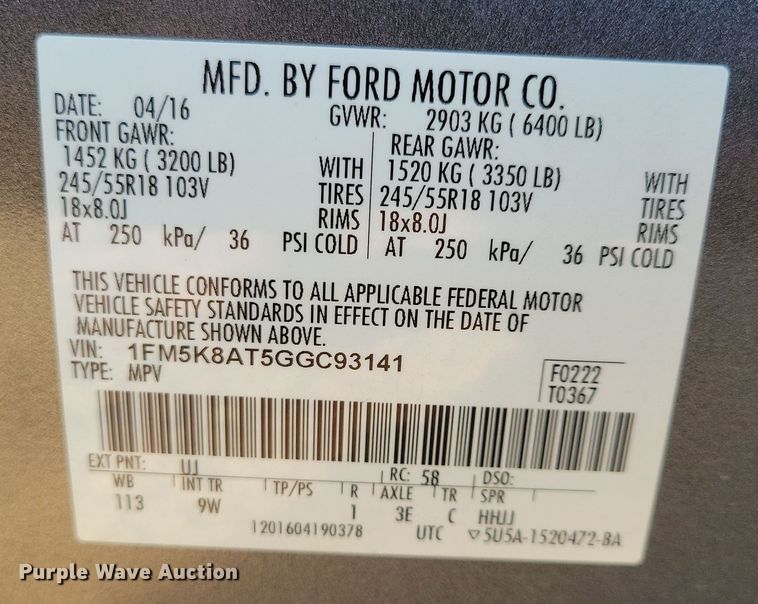 MFD. BY FORD MOTOR CO.
DATE: 04/16 GVWR: 2903 KG ( 6400 LB)
FRONT GAWR: REAR GAWR:
1452 KG ( 3200 LB) WITH 1520 KG ( 3350 LB) WITH
245/55R18 103V TIRES 245/55R18 103V TIRES
18x8.0J RIMS 18x8.0J RIMS
AT 250 kPa/ 36 PSI COLD AT 250 kPa/ 36 PSI COLD
THIS VEHICLE CONFORMS TO ALL APPLICABLE FEDERAL MOTOR
VEHICLE SAFETY STANDARDS IN EFFECT ON THE DATE OF
MANUFACTURE SHOWN ABOVE.
VIN: 1FM5K8AT5GGC93141
TYPE: MPV
F0222
T0367
EXT PNT: UJ RC: 58 DSO:
WB INT TR TP/PS R AXLE TR SPR
113 9W 1 3E C HHJJ
1201604190378 UTC ▽5U5A-1520472-BA
Purple Wave Auction